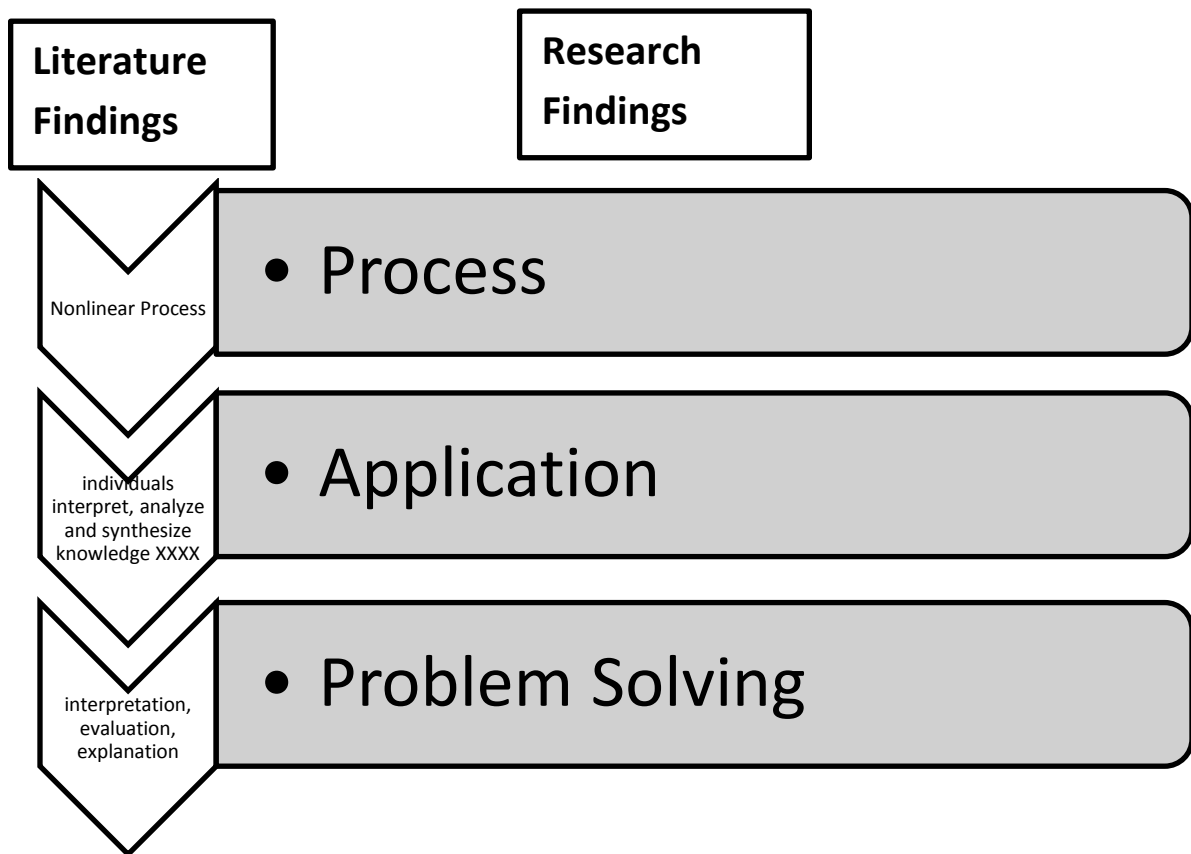 Literature
Findings
Research
Findings
Nonlinear Process
• Process
individuals
interpret, analyze
and synthesize
knowledge XXXX
• Application
interpretation,
evaluation,
explanation
• Problem Solving